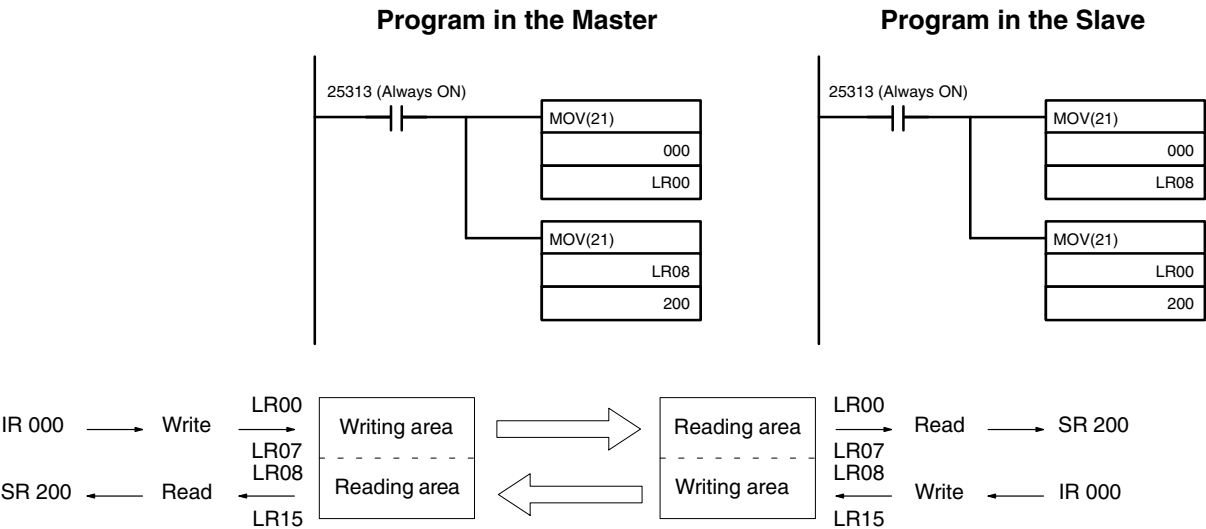 Program in the Master
Program in the Slave
25313 (Always ON)
MOV(21)
000
LR00
MOV(21)
LR08
200
25313 (Always ON)
MOV(21)
000
LR08
MOV(21)
LR00
200
IR 000 Write LR00 Writing area Reading area LR00 Read SR 200
LR07 LR07
SR 200 Read LR08 Reading area Writing area LR08 Write IR 000
LR15 LR15